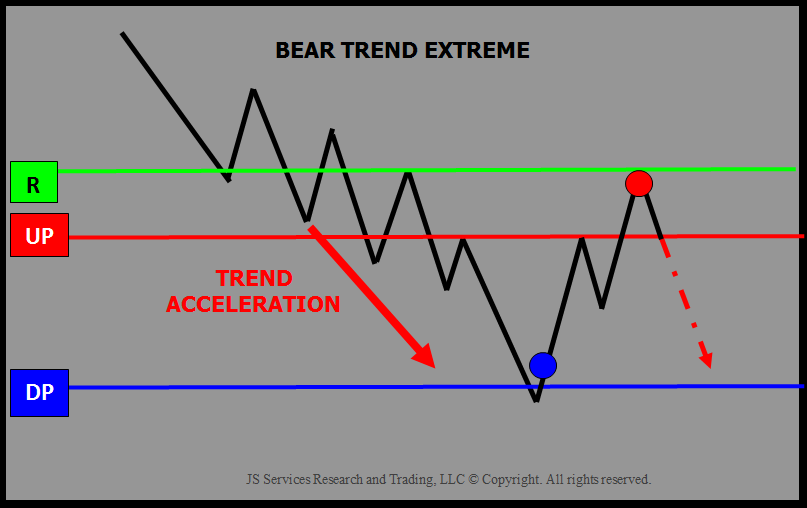 BEAR TREND EXTREME
R
UP
TREND
ACCELERATION
DP
JS Services Research and Trading, LLC © Copyright. All rights reserved.